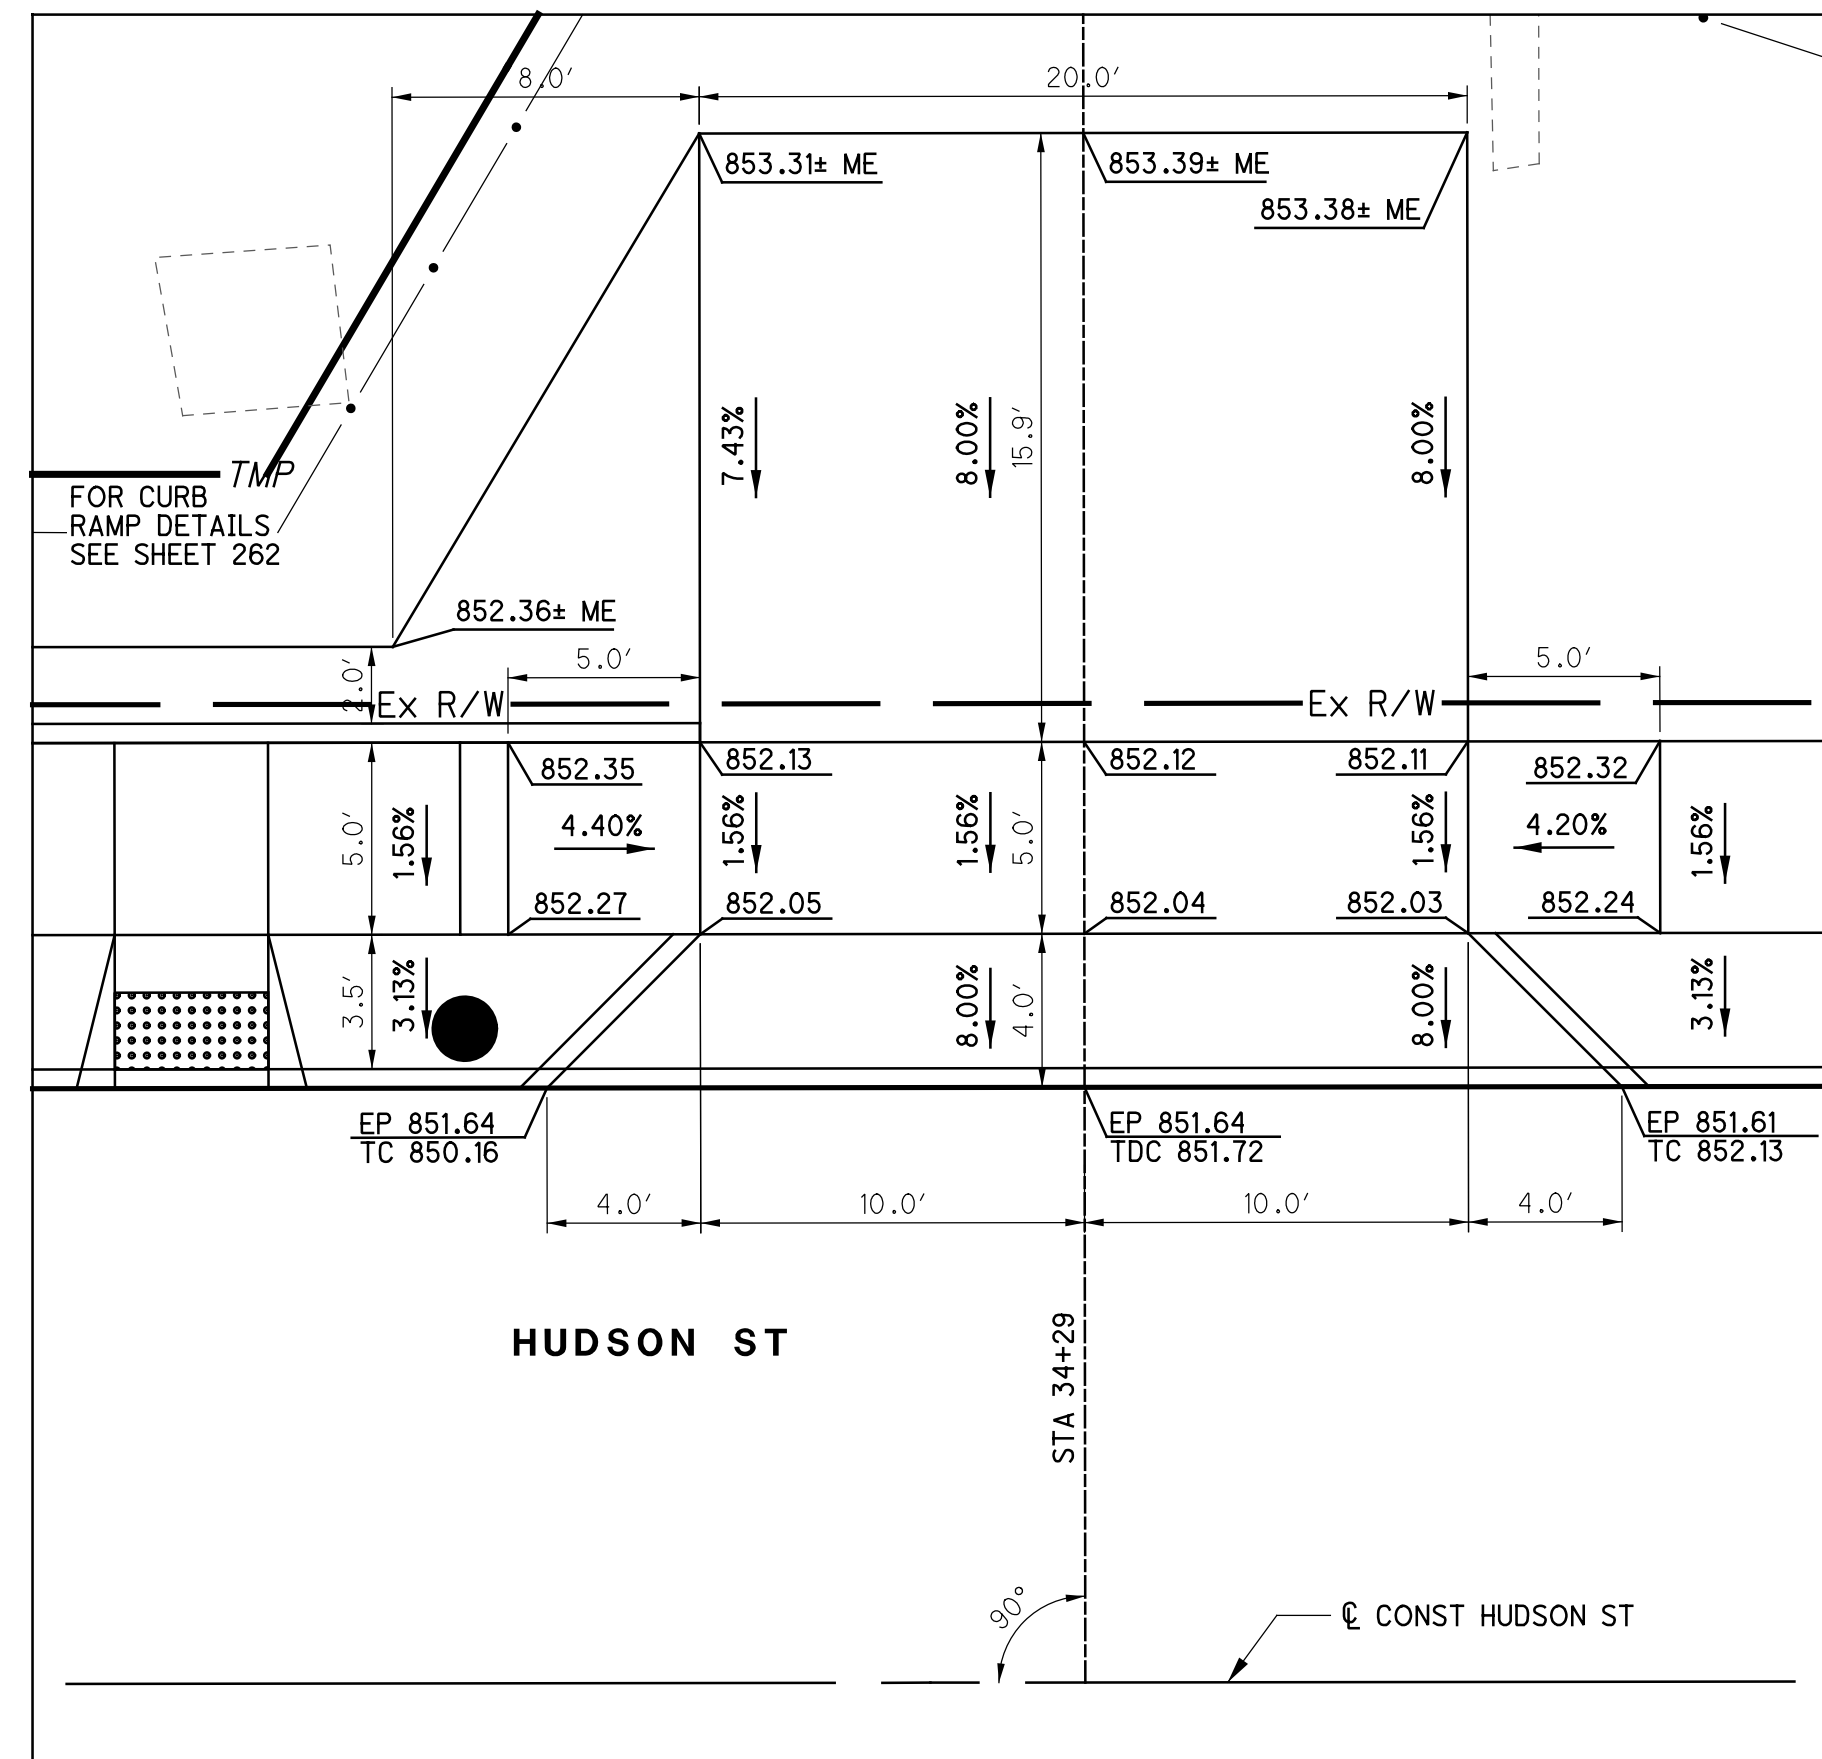 8.0′
20.0′
853.31± ME
853.39± ME
853.38± ME
7.43%
8.00%
15.9′
8.00%
TMP
FOR CURB
RAMP DETAILS
SEE SHEET 262
852.36± ME
2.0′
5.0′
5.0′
Ex R/W
Ex R/W
852.35
852.13
852.12
852.11
852.32
5.0′
1.56%
4.40%
1.56%
1.56%
5.0′
1.56%
4.20%
1.56%
852.27
852.05
852.04
852.03
852.24
3.5′
3.13%
8.00%
4.0′
8.00%
3.13%
EP 851.64
TC 850.16
EP 851.64
TDC 851.72
EP 851.61
TC 852.13
4.0′
10.0′
10.0′
4.0′
HUDSON ST
STA 34+29
90°
℄ CONST HUDSON ST